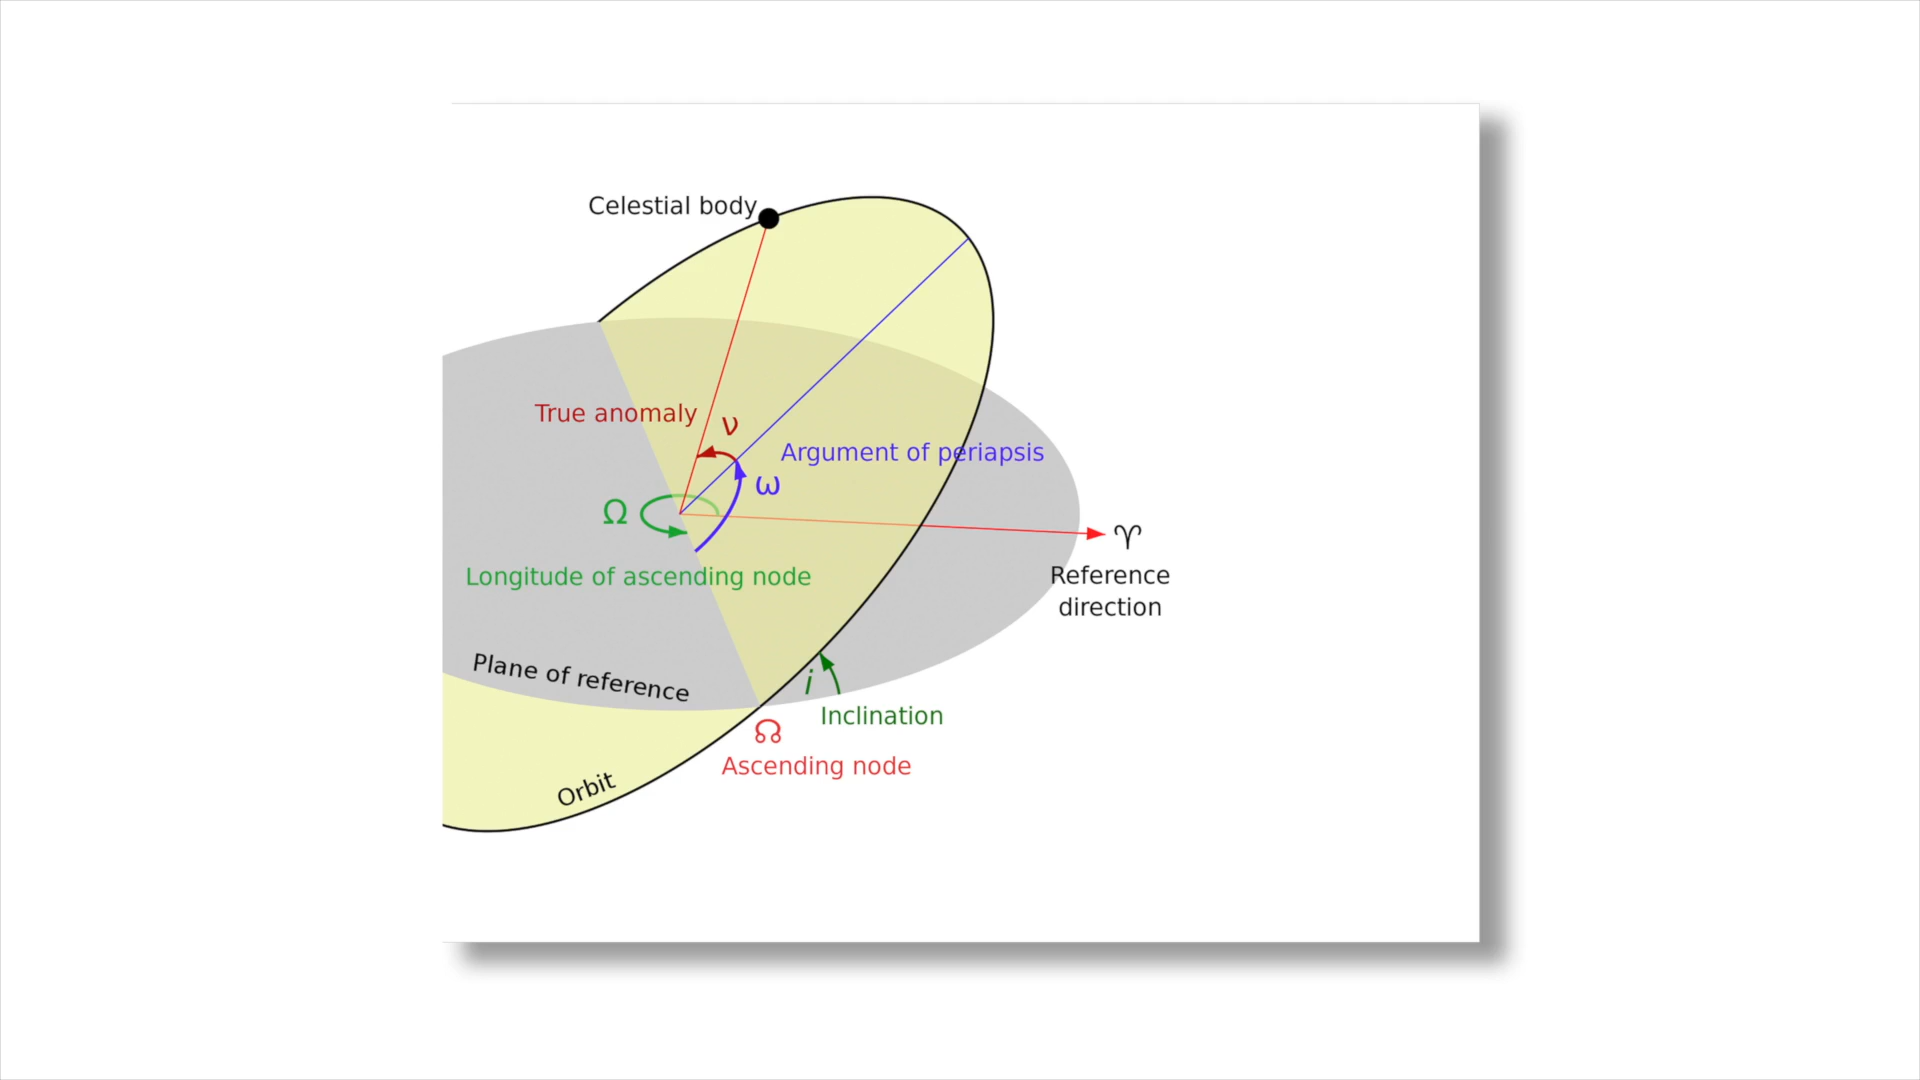 Celestial body
True anomaly
ν
Argument of periapsis
ω
Ω
♈
Reference
direction
Longitude of ascending node
Plane of reference
i
Inclination
☊
Ascending node
Orbit